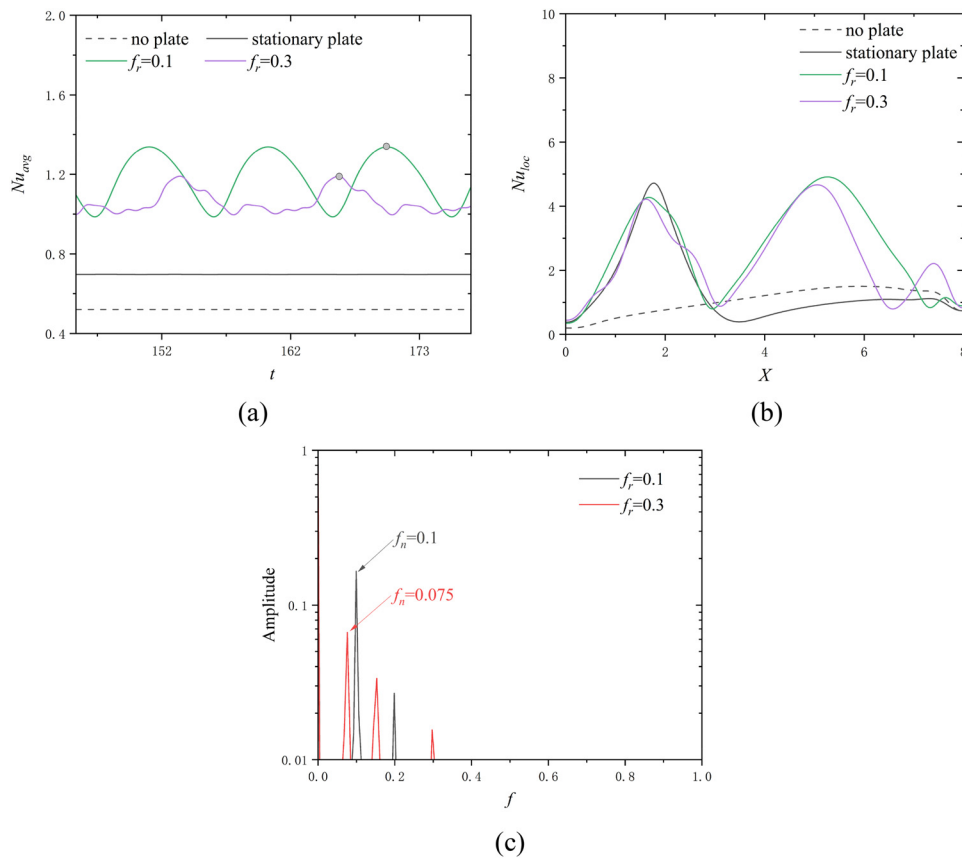 2.0
1.6
1.2
0.8
0.4
Nu_avg
no plate
stationary plate
f_r=0.1
f_r=0.3
152
162
173
t
(a)
10
8
6
4
2
0
Nu_loc
no plate
stationary plate
f_r=0.1
f_r=0.3
0
2
4
6
8
X
(b)
1
0.1
0.01
Amplitude
f_r=0.1
f_r=0.3
f_n=0.1
f_n=0.075
0.0
0.2
0.4
0.6
0.8
1.0
f
(c)